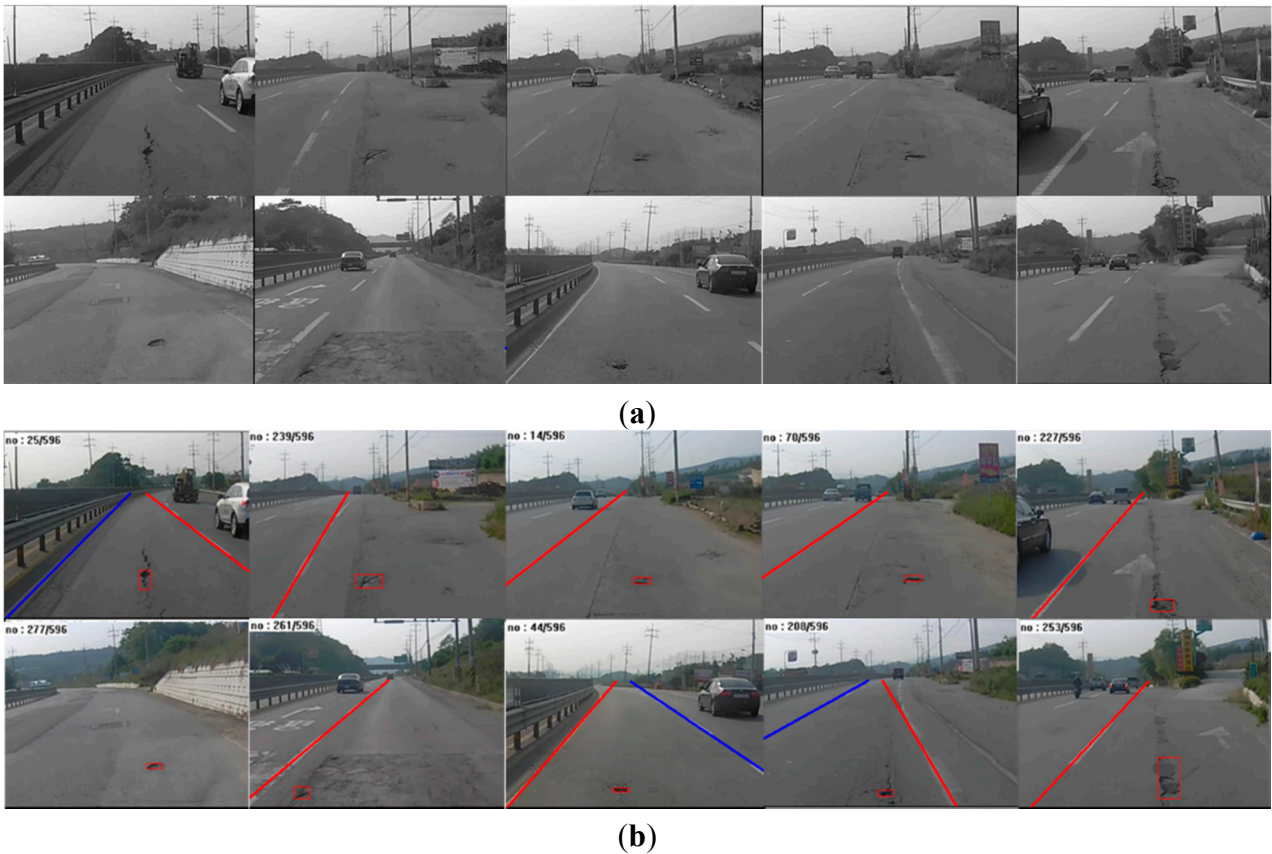 (a)
no : 25/596
no : 239/596
no : 14/596
no : 70/596
no : 227/596
no : 277/596
no : 261/596
no : 44/596
no : 208/596
no : 253/596
(b)